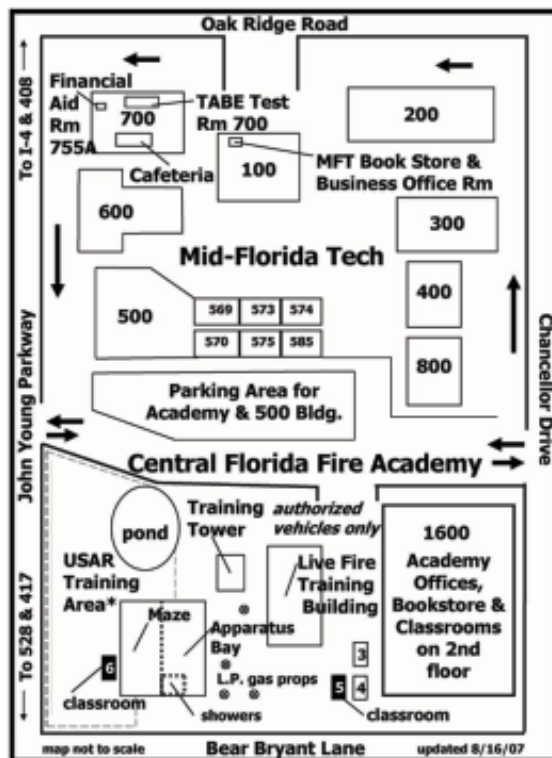 Oak Ridge Road
To I-4 & 408
Financial
Aid
Rm
755A
700
TABE Test
Rm 700
Cafeteria
100
200
MFT Book Store &
Business Office Rm
600
300
Mid-Florida Tech
400
500
569
573
574
570
575
585
800
John Young Parkway
Chancellor Drive
Parking Area for
Academy & 500 Bldg.
Central Florida Fire Academy
pond
Training
Tower
authorized
vehicles only
1600
Academy
Offices,
Bookstore &
Classrooms
on 2nd
floor
USAR
Training
Area*
Live Fire
Training
Building
Maze
Apparatus
Bay
3
6
L.P. gas props
5
4
classroom
showers
classroom
To 528 & 417
map not to scale
Bear Bryant Lane
updated 8/16/07